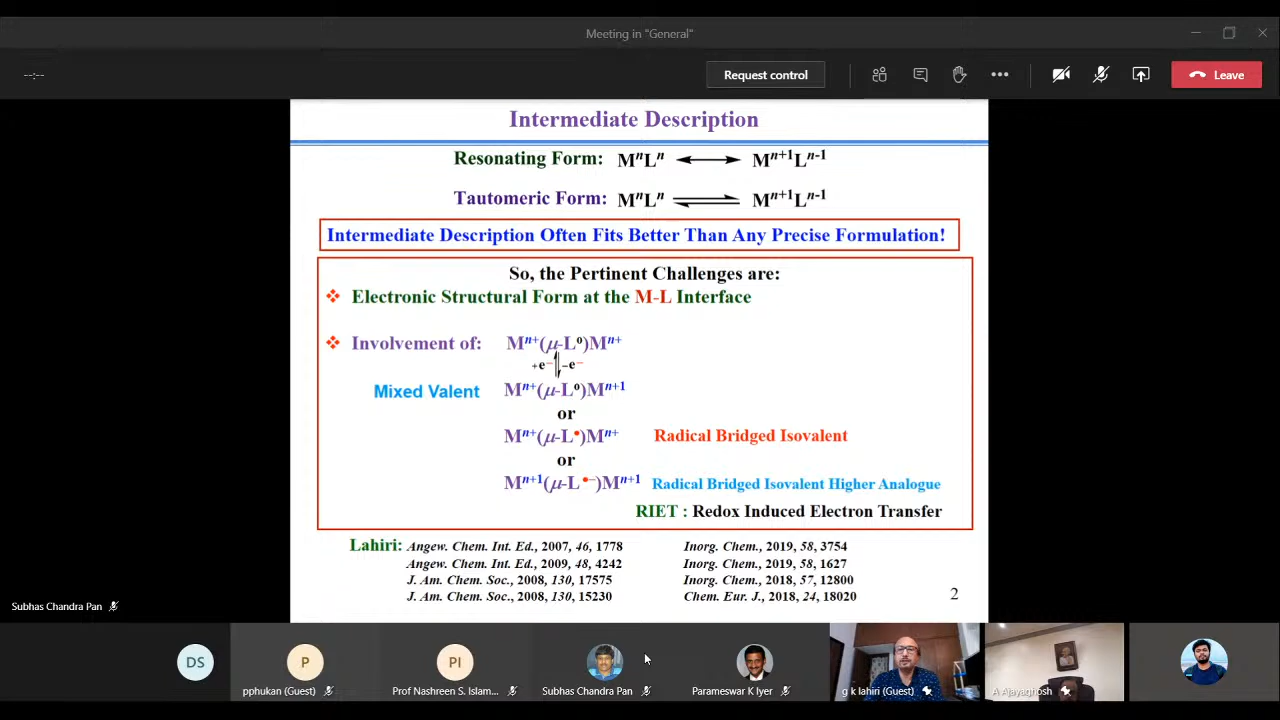 Meeting in "General"
--:--
Request control
Leave
Intermediate Description
Resonating Form: MⁿLⁿ ⟷ Mⁿ⁺¹Lⁿ⁻¹
Tautomeric Form: MⁿLⁿ ⇌ Mⁿ⁺¹Lⁿ⁻¹
Intermediate Description Often Fits Better Than Any Precise Formulation!
So, the Pertinent Challenges are:
❖ Electronic Structural Form at the M-L Interface
❖ Involvement of: Mⁿ⁺(μ-L⁰)Mⁿ⁺
+e⁻ ⇌ -e⁻
Mixed Valent Mⁿ⁺(μ-L⁰)Mⁿ⁺¹
or
Mⁿ⁺(μ-L•)Mⁿ⁺ Radical Bridged Isovalent
or
Mⁿ⁺¹(μ-L•⁻)Mⁿ⁺¹ Radical Bridged Isovalent Higher Analogue
RIET : Redox Induced Electron Transfer
Lahiri: Angew. Chem. Int. Ed., 2007, 46, 1778 Inorg. Chem., 2019, 58, 3754
Angew. Chem. Int. Ed., 2009, 48, 4242 Inorg. Chem., 2019, 58, 1627
J. Am. Chem. Soc., 2008, 130, 17575 Inorg. Chem., 2018, 57, 12800
J. Am. Chem. Soc., 2008, 130, 15230 Chem. Eur. J., 2018, 24, 18020
2
Subhas Chandra Pan
DS
P
PI
pphukan (Guest)
Prof Nashreen S. Islam...
Subhas Chandra Pan
Parameswar K Iyer
g k lahiri (Guest)
A Ajayaghosh